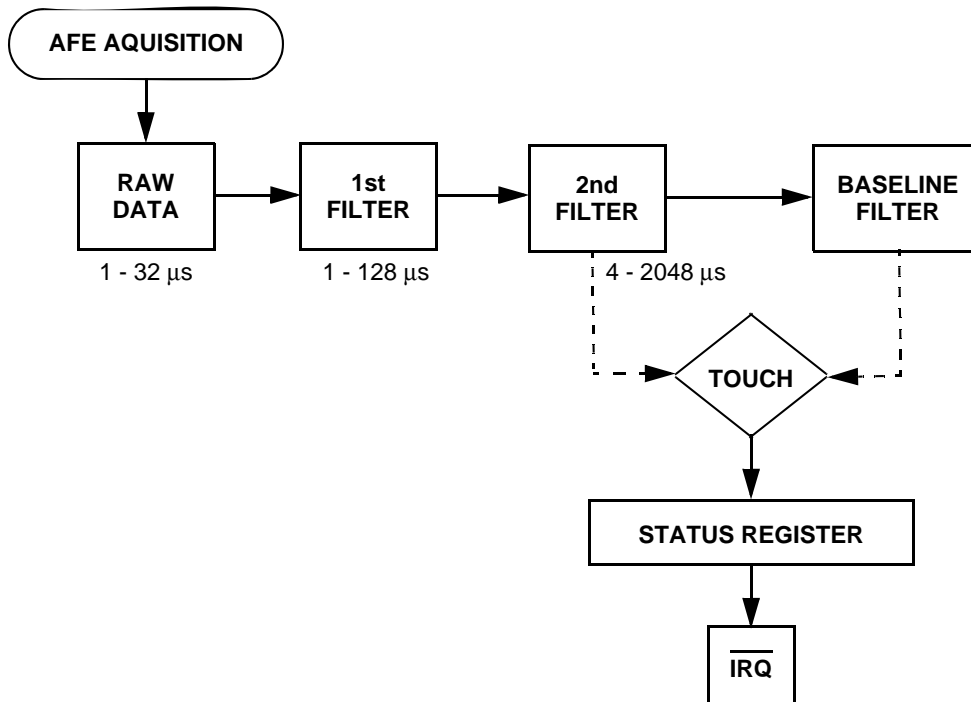 AFE AQUISITION
RAW
DATA
1st
FILTER
2nd
FILTER
BASELINE
FILTER
1 - 32 μs
1 - 128 μs
4 - 2048 μs
TOUCH
STATUS REGISTER
IRQ